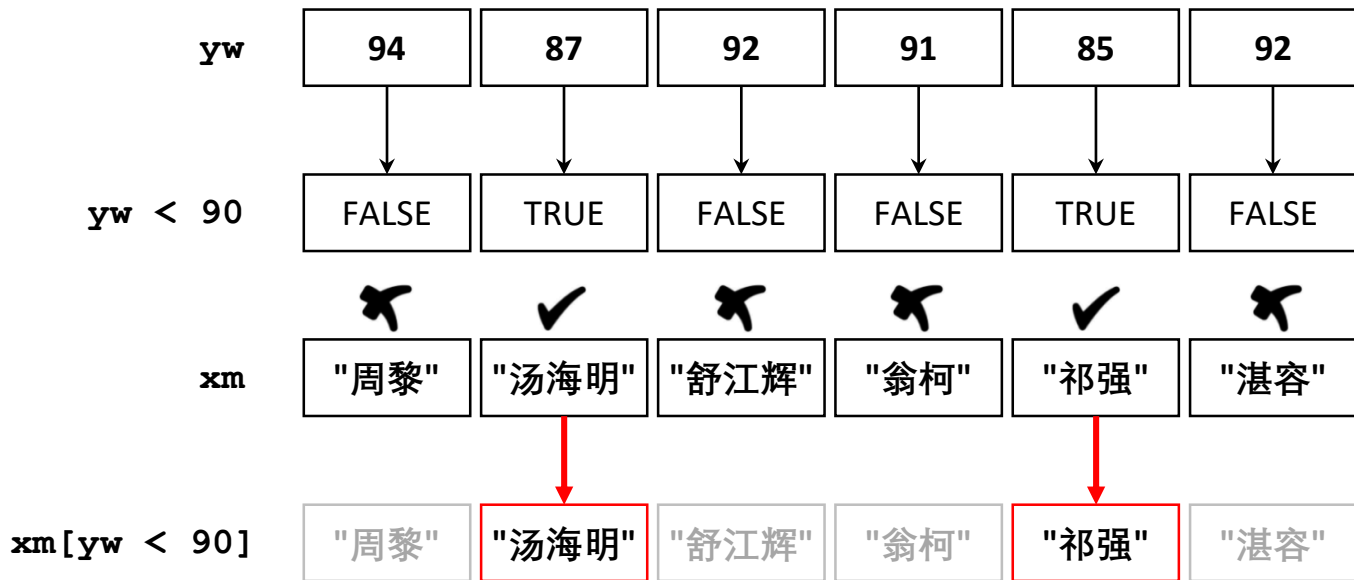 yw 94 87 92 91 85 92
yw < 90 FALSE TRUE FALSE FALSE TRUE FALSE
xm "周黎" "汤海明" "舒江辉" "翁柯" "祁强" "湛容"
xm[yw < 90] "周黎" "汤海明" "舒江辉" "翁柯" "祁强" "湛容"